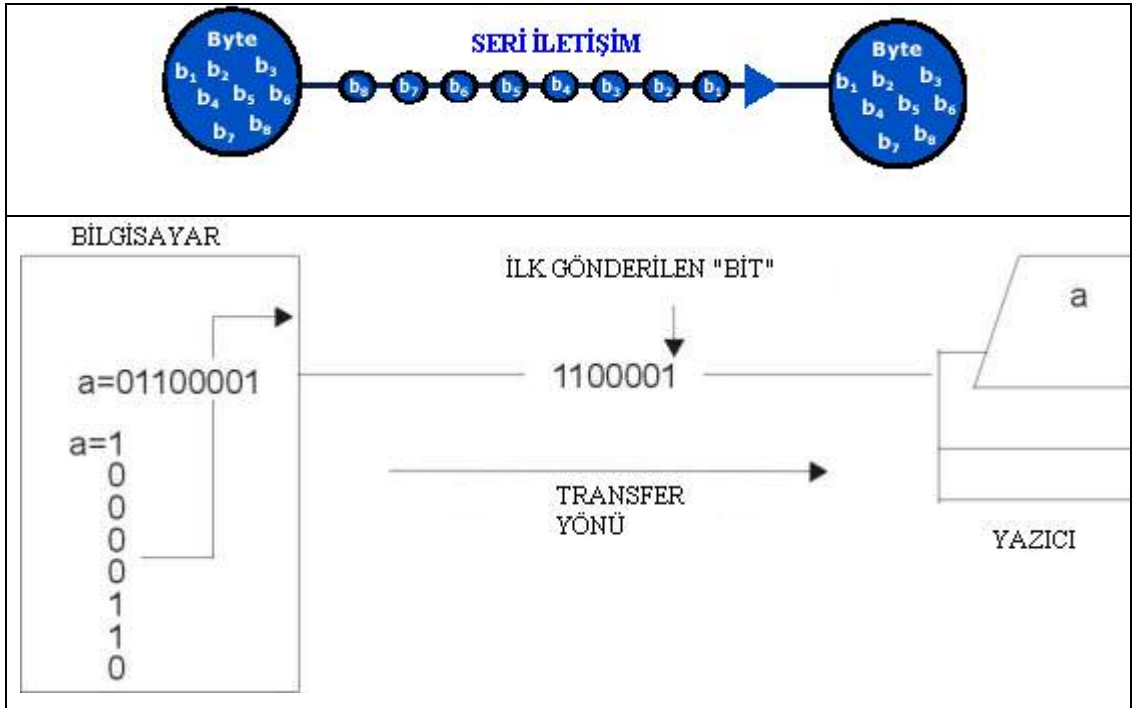 SERİ İLETİŞİM
Byte
b₁ b₂ b₃
b₄ b₅ b₆
b₇ b₈
b₈ b₇ b₆ b₅ b₄ b₃ b₂ b₁
Byte
b₁ b₂ b₃
b₄ b₅ b₆
b₇ b₈
BİLGİSAYAR
İLK GÖNDERİLEN "BİT"
a
a=01100001
1100001
a=1
0
0
0
0
1
1
0
TRANSFER
YÖNÜ
YAZICI